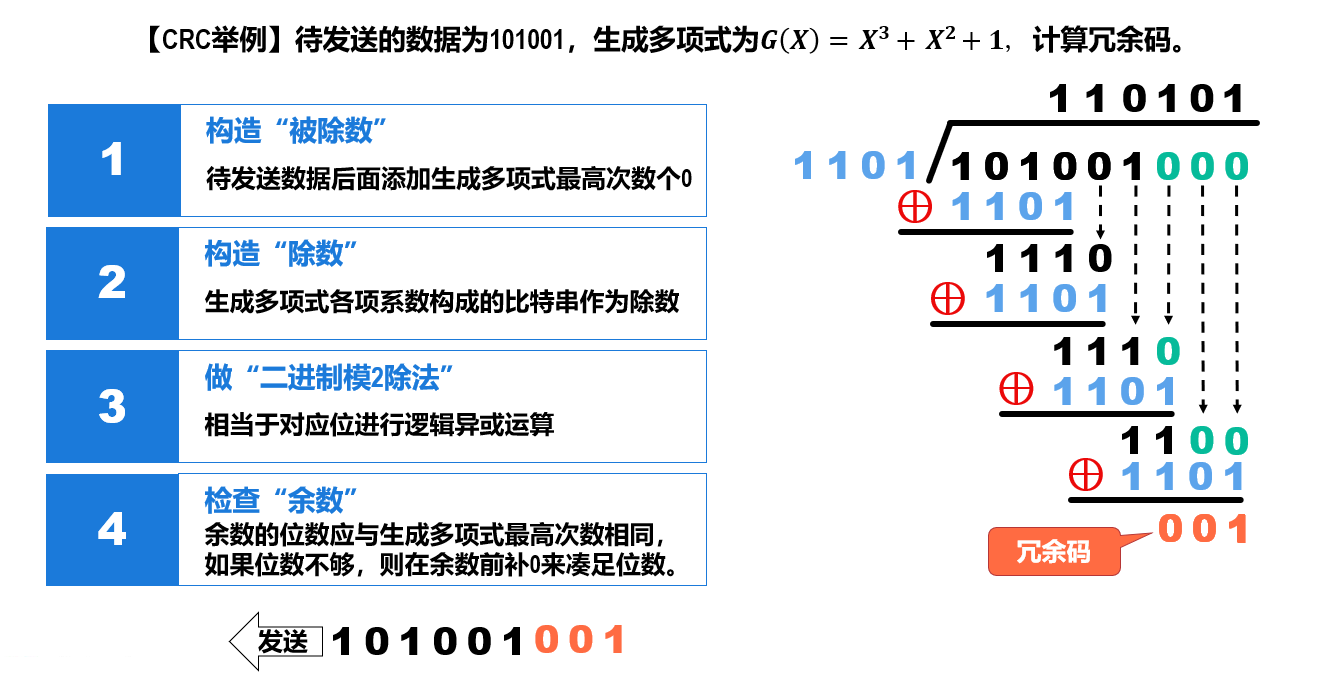 【CRC举例】待发送的数据为101001，生成多项式为G(X) = X³ + X² + 1，计算冗余码。
1
构造“被除数”
待发送数据后面添加生成多项式最高次数个0
2
构造“除数”
生成多项式各项系数构成的比特串作为除数
3
做“二进制模2除法”
相当于对应位进行逻辑异或运算
4
检查“余数”
余数的位数应与生成多项式最高次数相同，
如果位数不够，则在余数前补0来凑足位数。
发送 101001001
110101
1101 101001000
⊕ 1101
1110
⊕ 1101
1110
⊕ 1101
1100
⊕ 1101
001
冗余码